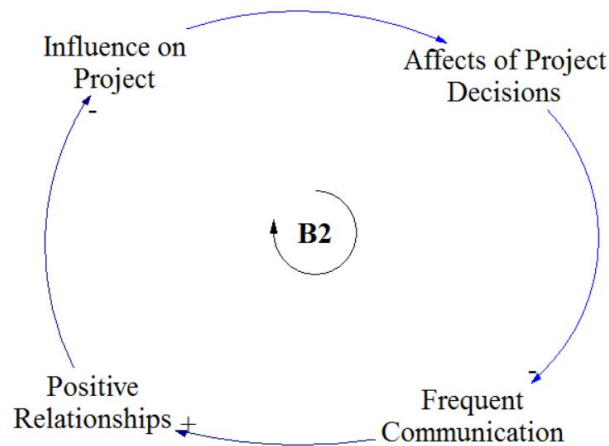 Influence on
Project
Affects of Project
Decisions
-
-
B2
-
Positive
Relationships +
Frequent
Communication